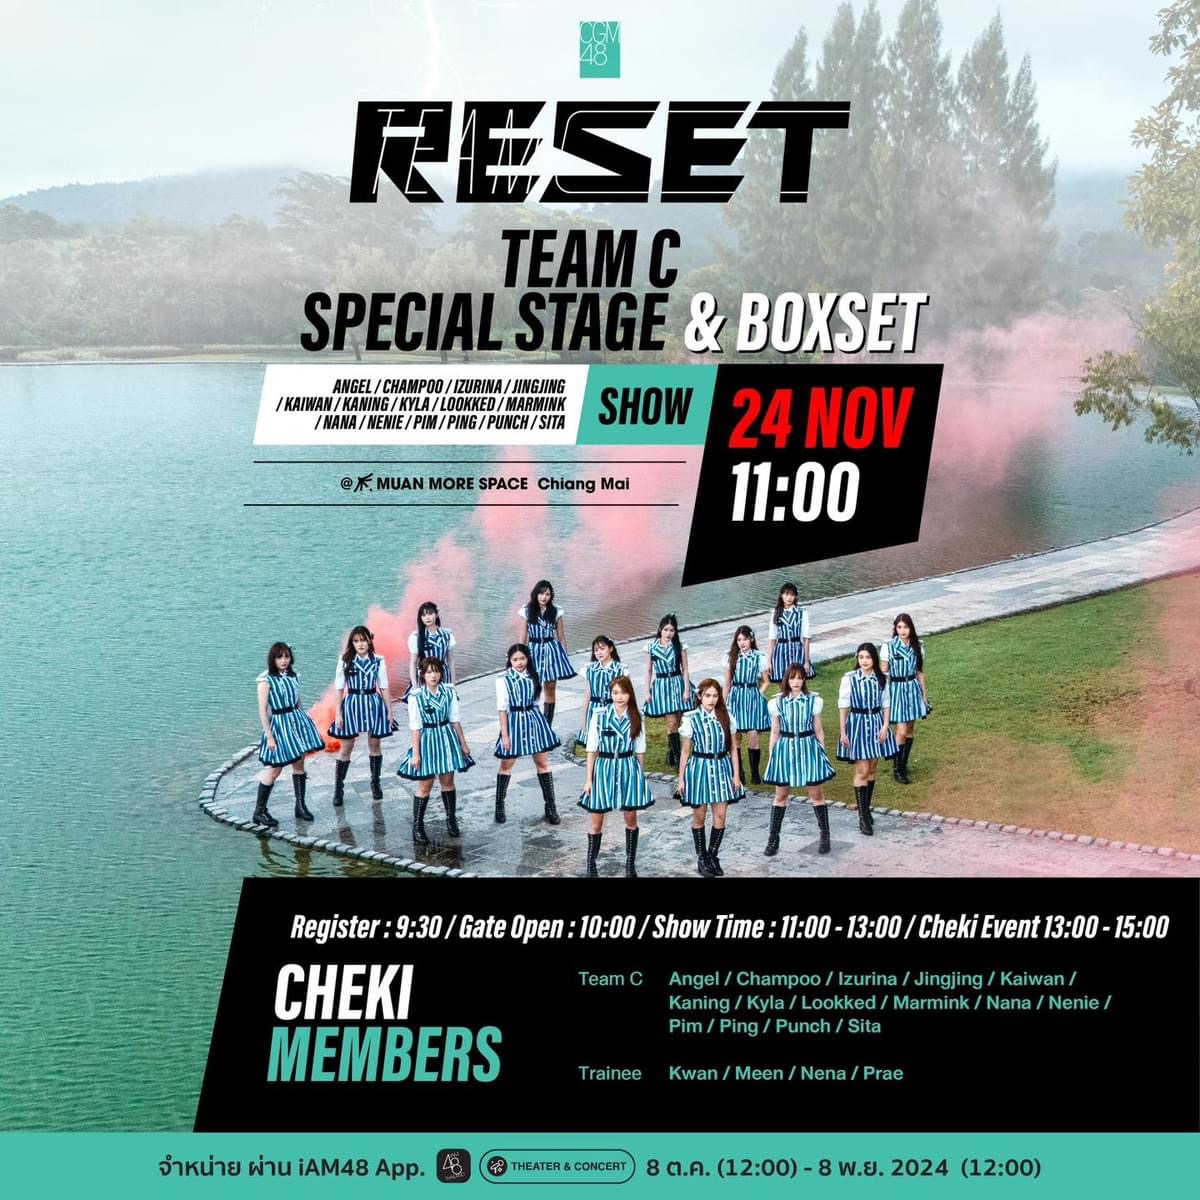 CGM
48
RESET
TEAM C
SPECIAL STAGE & BOXSET
ANGEL / CHAMPOO / IZURINA / JINGJING
/ KAIWAN / KANING / KYLA / LOOKKED / MARMINK
/ NANA / NENIE / PIM / PING / PUNCH / SITA
SHOW
24 NOV
11:00
@ MUAN MORE SPACE Chiang Mai
Register : 9:30 / Gate Open : 10:00 / Show Time : 11:00 - 13:00 / Cheki Event 13:00 - 15:00
CHEKI
MEMBERS
Team C Angel / Champoo / Izurina / Jingjing / Kaiwan /
Kaning / Kyla / Lookked / Marmink / Nana / Nenie /
Pim / Ping / Punch / Sita
Trainee Kwan / Meen / Nena / Prae
จำหน่าย ผ่าน iAM48 App. 48 THEATER & CONCERT 8 ต.ค. (12:00) - 8 พ.ย. 2024 (12:00)